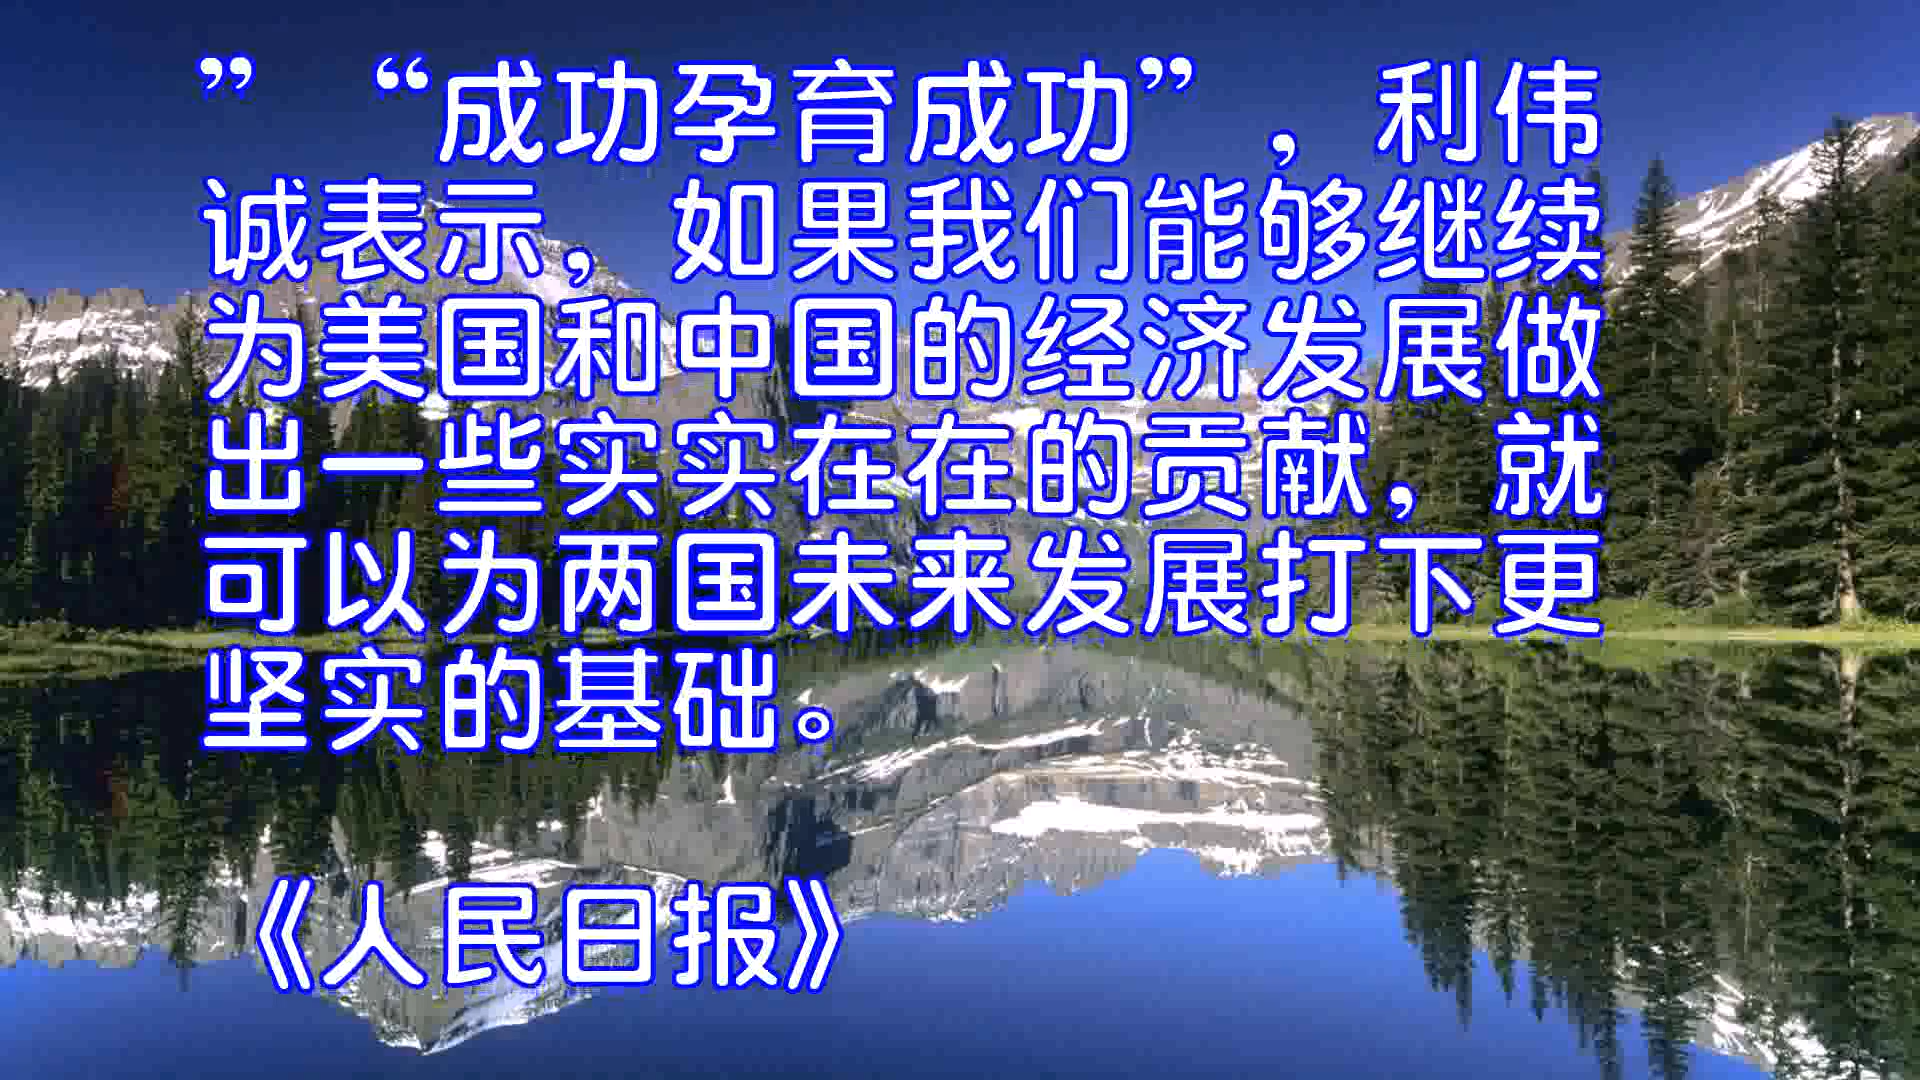 ” “成功孕育成功”，利伟
诚表示，如果我们能够继续
为美国和中国的经济发展做
出一些实实在在的贡献，就
可以为两国未来发展打下更
坚实的基础。
《人民日报》